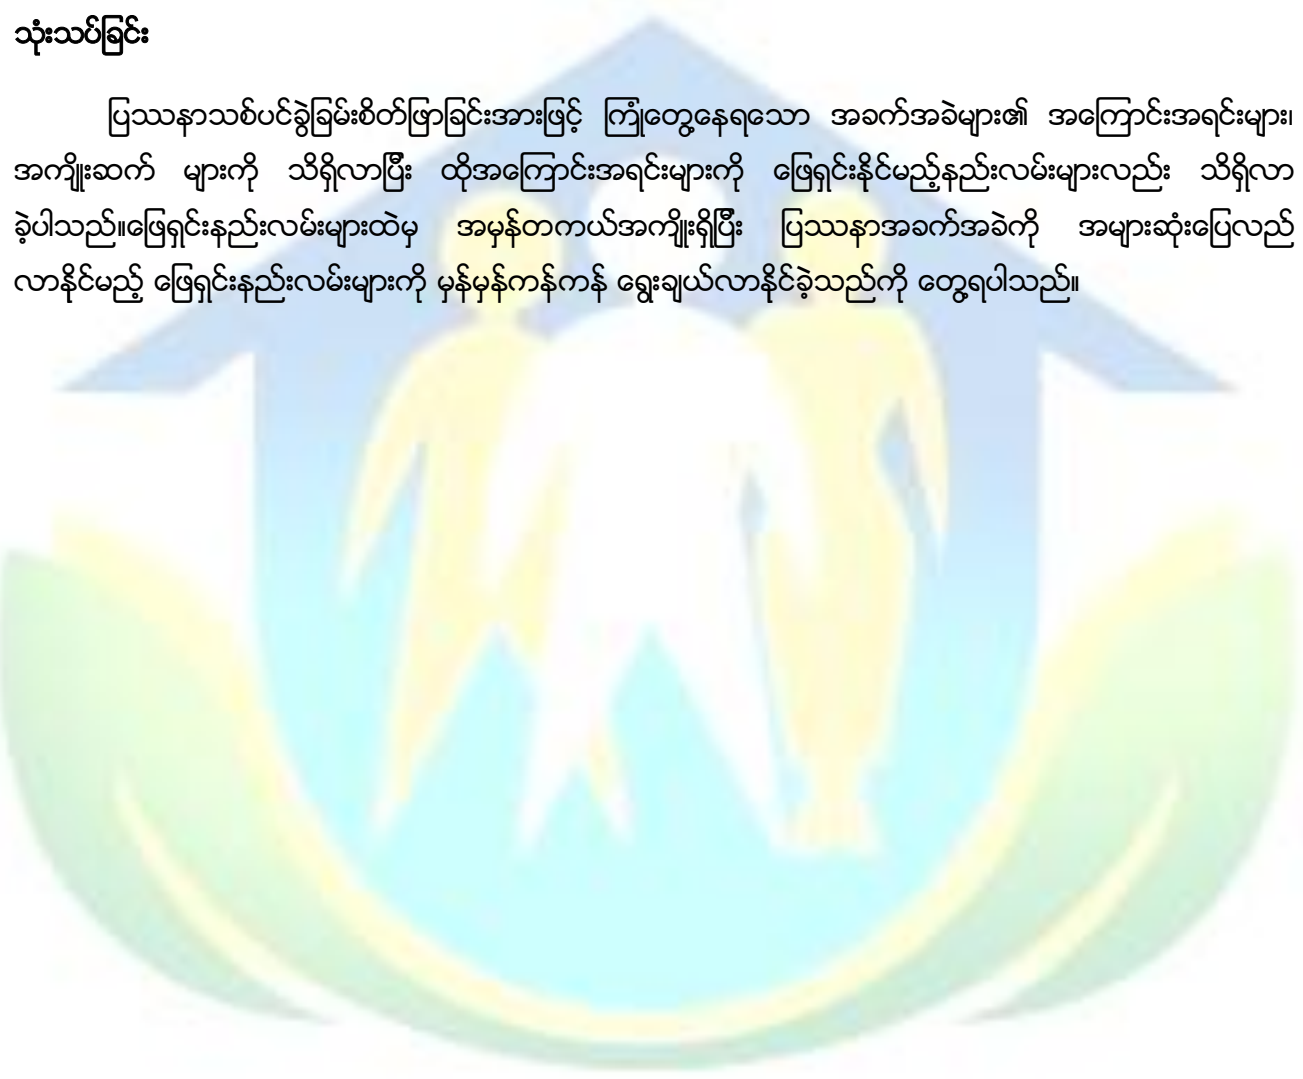 သုံးသပ်ခြင်း
ပြဿနာသစ်ပင်ခွဲခြမ်းစိတ်ဖြာခြင်းအားဖြင့် ကြုံတွေ့နေရသော အခက်အခဲများ၏ အကြောင်းအရင်းများ၊
အကျိုးဆက် များကို သိရှိလာပြီး ထိုအကြောင်းအရင်းများကို ဖြေရှင်းနိုင်မည့်နည်းလမ်းများလည်း သိရှိလာ
ခဲ့ပါသည်။ဖြေရှင်းနည်းလမ်းများထဲမှ အမှန်တကယ်အကျိုးရှိပြီး ပြဿနာအခက်အခဲကို အများဆုံးပြေလည်
လာနိုင်မည့် ဖြေရှင်းနည်းလမ်းများကို မှန်မှန်ကန်ကန် ရွေးချယ်လာနိုင်ခဲ့သည်ကို တွေ့ရပါသည်။